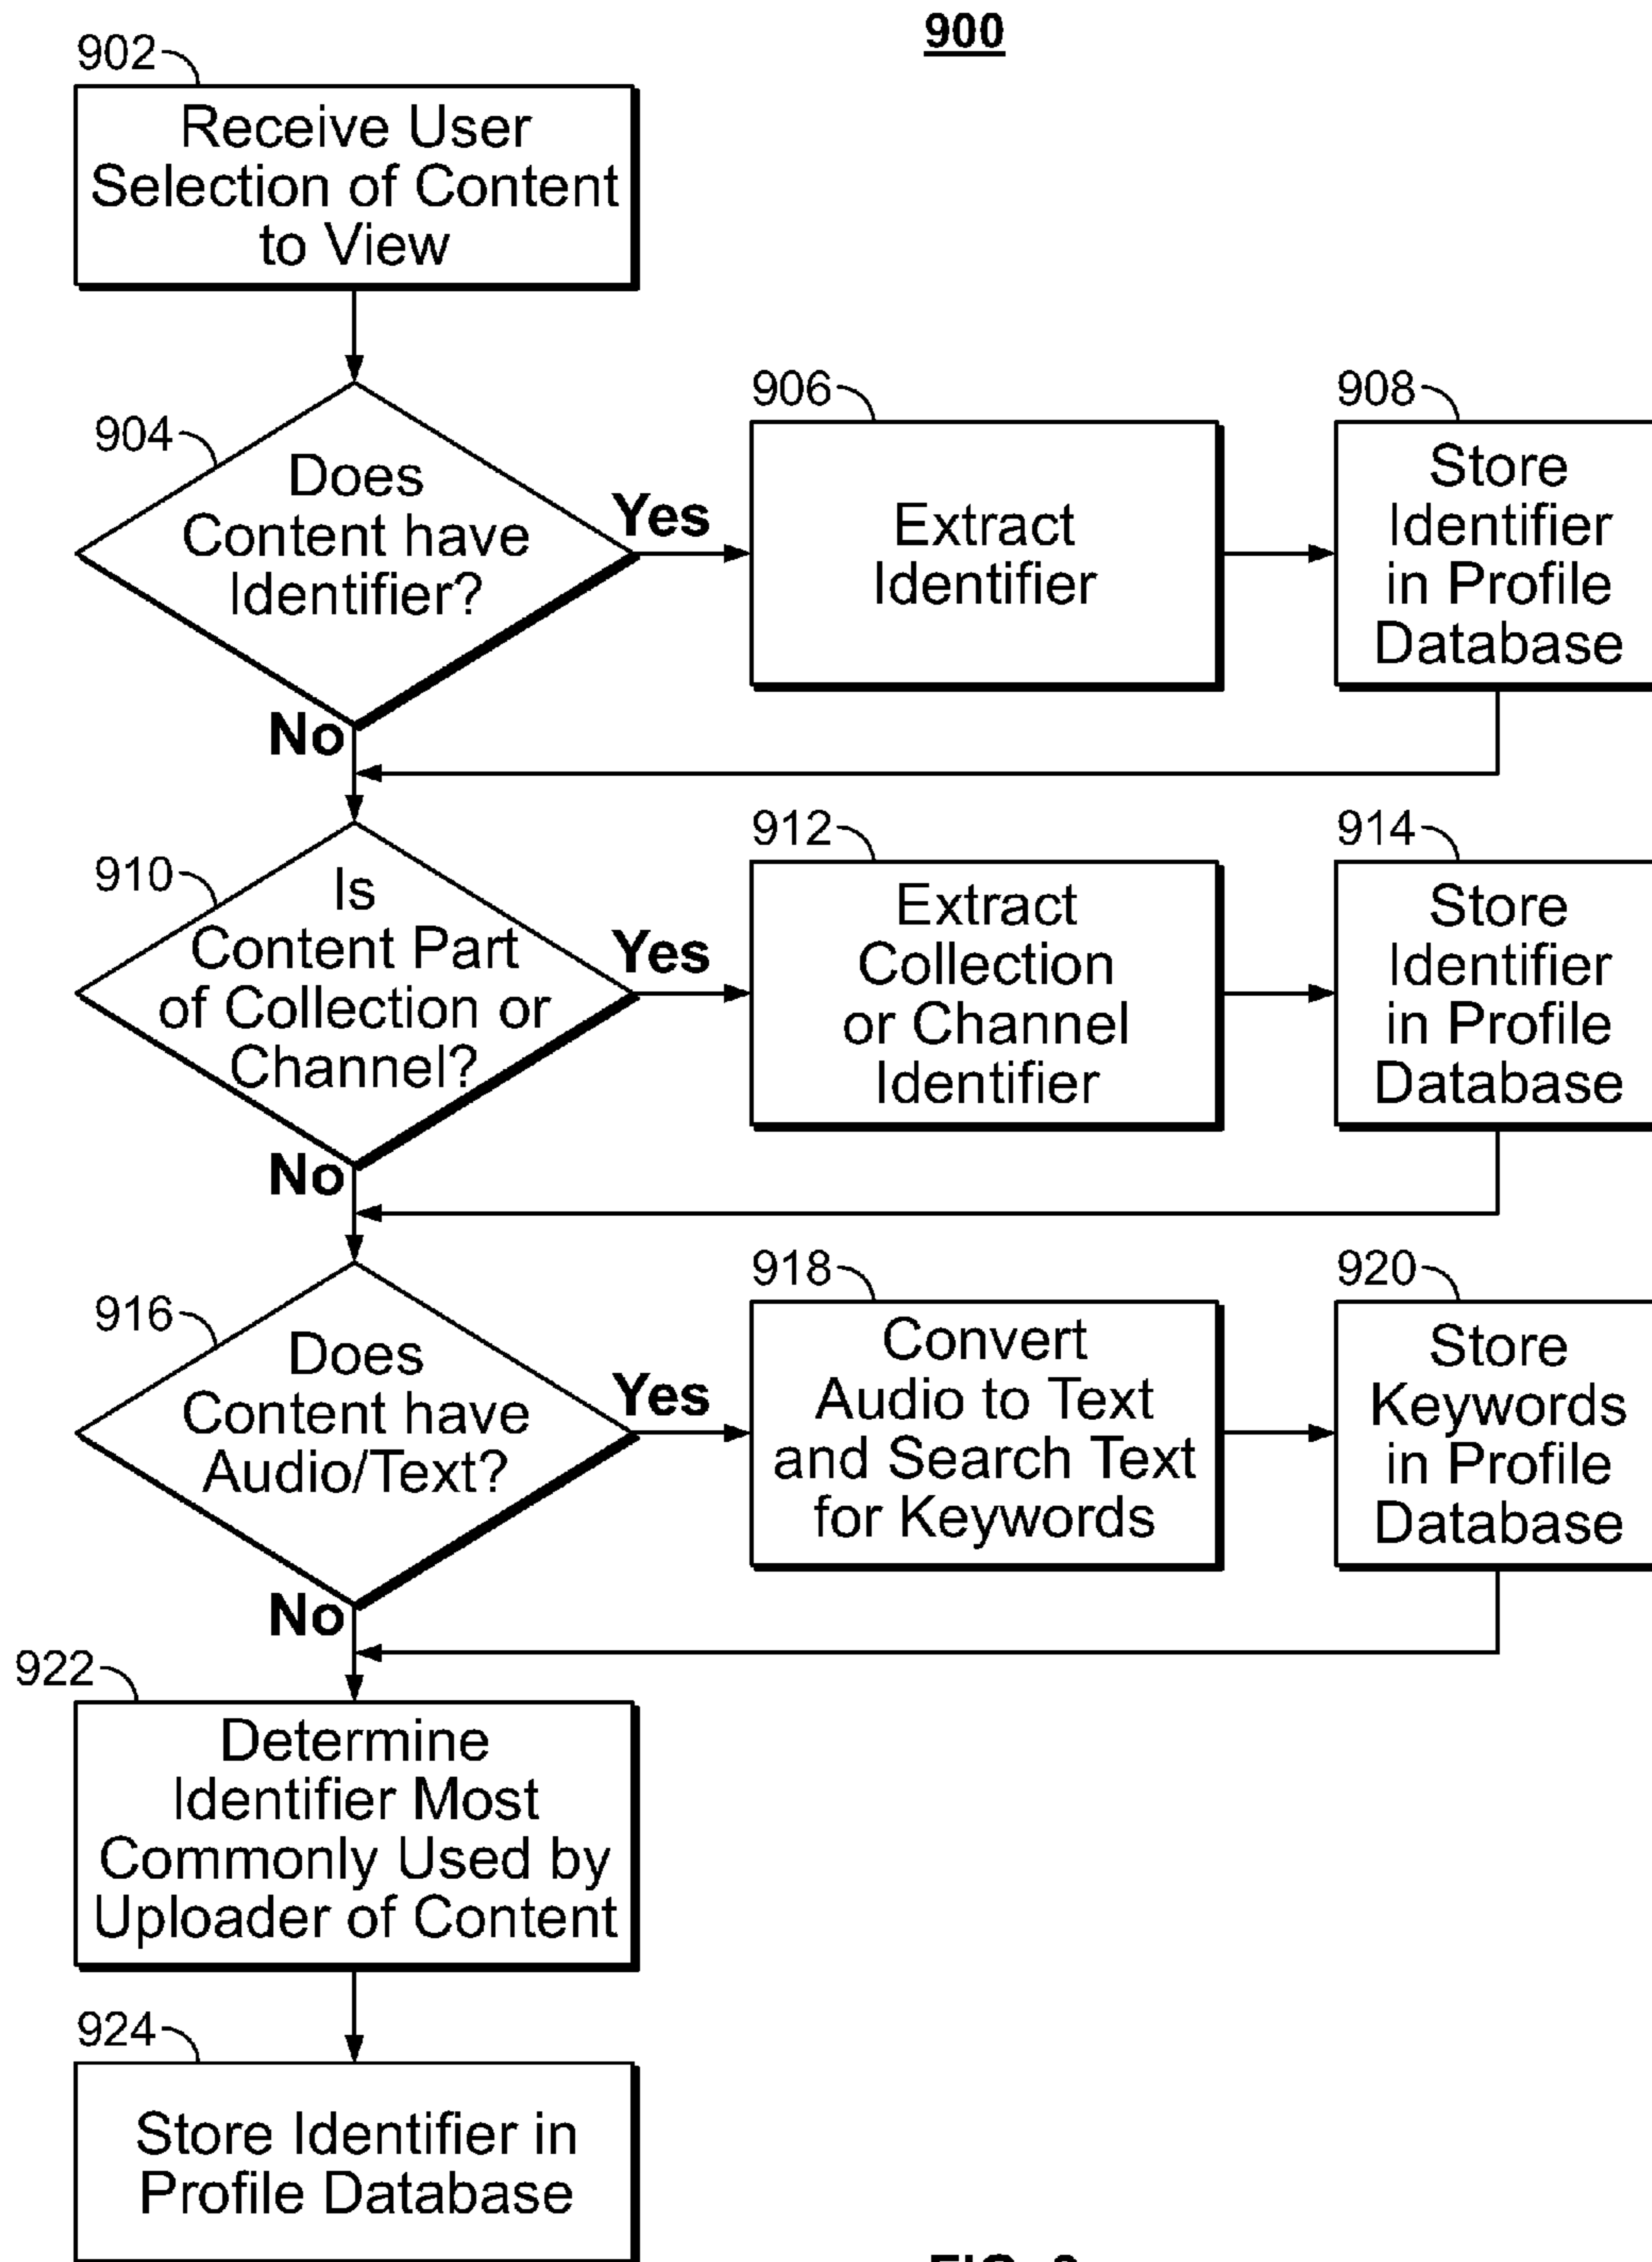 900
902
Receive User
Selection of Content
to View
904
Does
Content have
Identifier?
Yes
No
906
Extract
Identifier
908
Store
Identifier
in Profile
Database
910
Is
Content Part
of Collection or
Channel?
Yes
No
912
Extract
Collection
or Channel
Identifier
914
Store
Identifier
in Profile
Database
916
Does
Content have
Audio/Text?
Yes
No
918
Convert
Audio to Text
and Search Text
for Keywords
920
Store
Keywords
in Profile
Database
922
Determine
Identifier Most
Commonly Used by
Uploader of Content
924
Store Identifier in
Profile Database